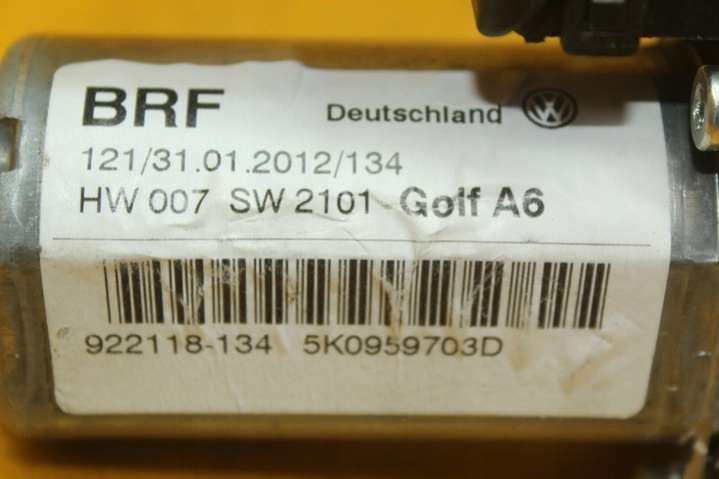 BRF Deutschland
121/31.01.2012/134
HW 007 SW 2101 Golf A6
922118-134 5K0959703D